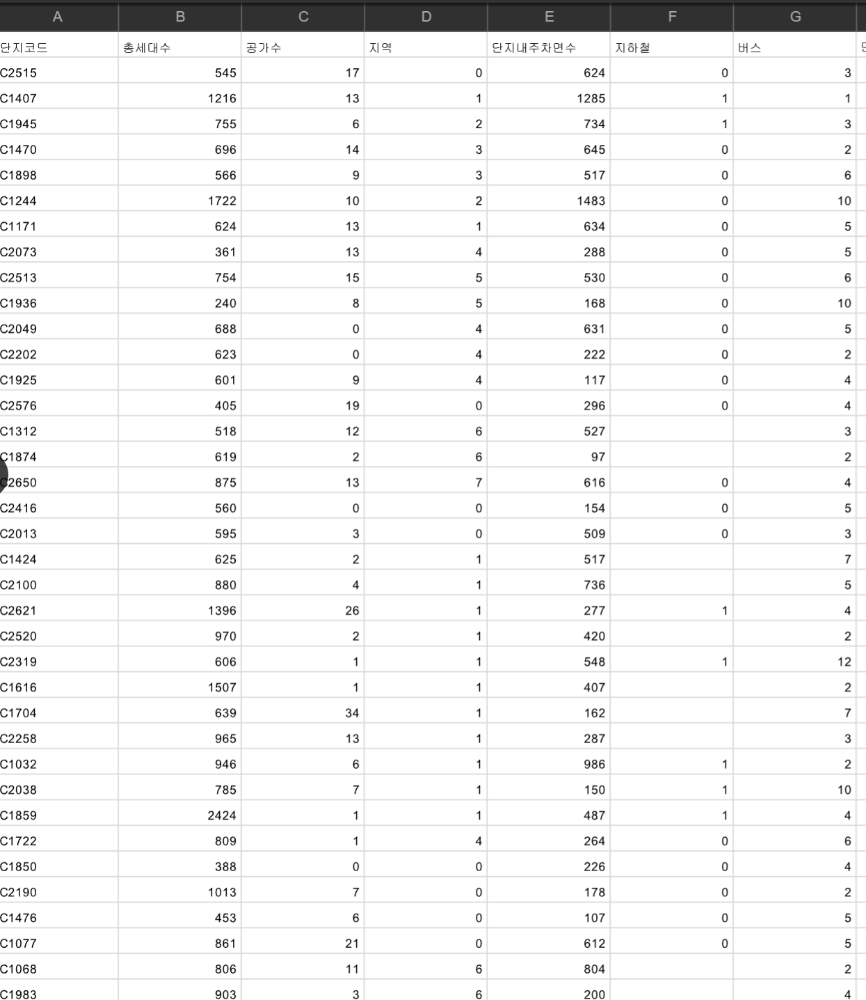 A B C D E F G
단지코드 총세대수 공가수 지역 단지내주차면수 지하철 버스
C2515 545 17 0 624 0 3
C1407 1216 13 1 1285 1 1
C1945 755 6 2 734 1 3
C1470 696 14 3 645 0 2
C1898 566 9 3 517 0 6
C1244 1722 10 2 1483 0 10
C1171 624 13 1 634 0 5
C2073 361 13 4 288 0 5
C2513 754 15 5 530 0 6
C1936 240 8 5 168 0 10
C2049 688 0 4 631 0 5
C2202 623 0 4 222 0 2
C1925 601 9 4 117 0 4
C2576 405 19 0 296 0 4
C1312 518 12 6 527 3
C1874 619 2 6 97 2
C2650 875 13 7 616 0 4
C2416 560 0 0 154 0 5
C2013 595 3 0 509 0 3
C1424 625 2 1 517 7
C2100 880 4 1 736 5
C2621 1396 26 1 277 1 4
C2520 970 2 1 420 2
C2319 606 1 1 548 1 12
C1616 1507 1 1 407 2
C1704 639 34 1 162 7
C2258 965 13 1 287 3
C1032 946 6 1 986 1 2
C2038 785 7 1 150 1 10
C1859 2424 1 1 487 1 4
C1722 809 1 4 264 0 6
C1850 388 0 0 226 0 4
C2190 1013 7 0 178 0 2
C1476 453 6 0 107 0 5
C1077 861 21 0 612 0 5
C1068 806 11 6 804 2
C1983 903 3 6 200 4